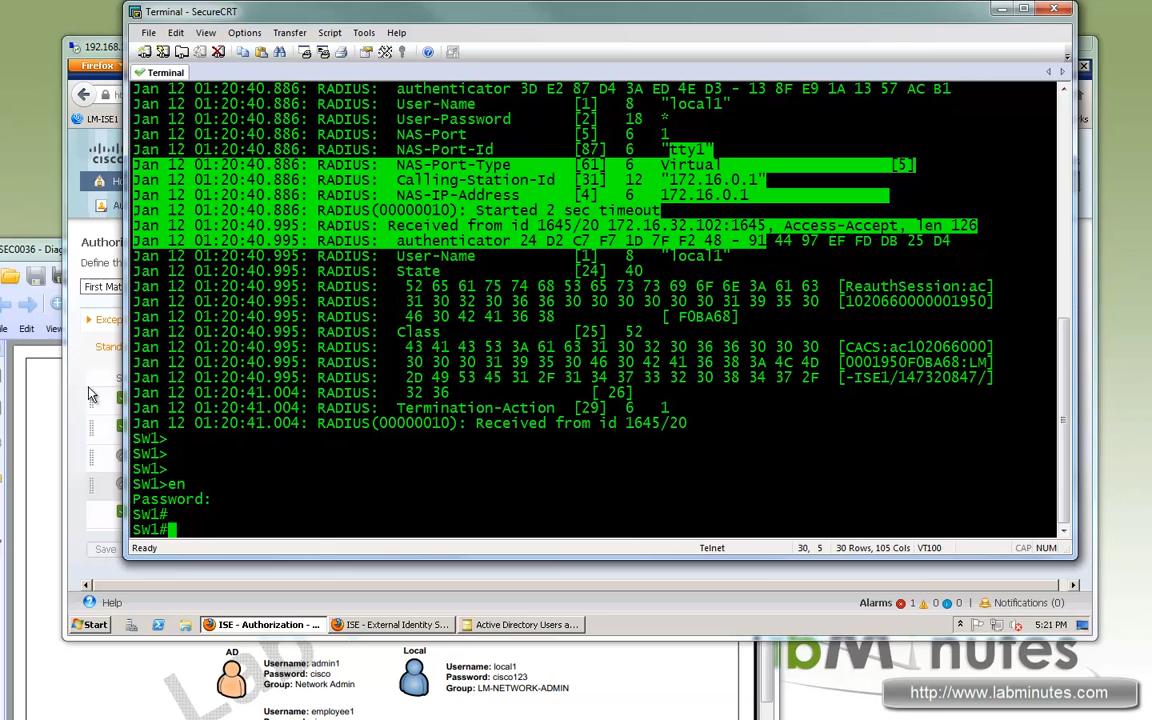 Terminal - SecureCRT
File Edit View Options Transfer Script Tools Help
Terminal
Jan 12 01:20:40.886: RADIUS: authenticator 3D E2 87 D4 3A ED 4E D3 - 13 8F E9 1A 13 57 AC B1
Jan 12 01:20:40.886: RADIUS: User-Name [1] 8 "local1"
Jan 12 01:20:40.886: RADIUS: User-Password [2] 18 *
Jan 12 01:20:40.886: RADIUS: NAS-Port [5] 6 1
Jan 12 01:20:40.886: RADIUS: NAS-Port-Id [87] 6 "tty1"
Jan 12 01:20:40.886: RADIUS: NAS-Port-Type [61] 6 Virtual [5]
Jan 12 01:20:40.886: RADIUS: Calling-Station-Id [31] 12 "172.16.0.1"
Jan 12 01:20:40.886: RADIUS: NAS-IP-Address [4] 6 172.16.0.1
Jan 12 01:20:40.886: RADIUS(00000010): Started 2 sec timeout
Jan 12 01:20:40.995: RADIUS: Received from id 1645/20 172.16.32.102:1645, Access-Accept, len 126
Jan 12 01:20:40.995: RADIUS: authenticator 24 D2 C7 F7 1D 7F F2 48 - 91 44 97 EF FD DB 25 D4
Jan 12 01:20:40.995: RADIUS: User-Name [1] 8 "local1"
Jan 12 01:20:40.995: RADIUS: State [24] 40
Jan 12 01:20:40.995: RADIUS: 52 65 61 75 74 68 53 65 73 73 69 6F 6E 3A 61 63 [ReauthSession:ac]
Jan 12 01:20:40.995: RADIUS: 31 30 32 30 36 36 30 30 30 30 30 30 31 39 35 30 [1020660000001950]
Jan 12 01:20:40.995: RADIUS: 46 30 42 41 36 38 [ F0BA68]
Jan 12 01:20:40.995: RADIUS: Class [25] 52
Jan 12 01:20:40.995: RADIUS: 43 41 43 53 3A 61 63 31 30 32 30 36 36 30 30 30 [CACS:ac102066000]
Jan 12 01:20:40.995: RADIUS: 30 30 30 31 39 35 30 46 30 42 41 36 38 3A 4C 4D [0001950F0BA68:LM]
Jan 12 01:20:40.995: RADIUS: 2D 49 53 45 31 2F 31 34 37 33 32 30 38 34 37 2F [-ISE1/147320847/]
Jan 12 01:20:41.004: RADIUS: 32 36 [ 26]
Jan 12 01:20:41.004: RADIUS: Termination-Action [29] 6 1
Jan 12 01:20:41.004: RADIUS(00000010): Received from id 1645/20
SW1>
SW1>
SW1>
SW1>en
Password:
SW1#
SW1#
Ready Telnet 30, 5 30 Rows, 105 Cols VT100 CAP NUM
192.168.
Firefox
LM-ISE1
CISCO
Authori
Define the
First Mat
Excep
Stand
Save
SEC0036 - Diag
File Edit View
Help Alarms 1 0 0 Notifications (0)
Start ISE - Authorization - ... ISE - External Identity S... Active Directory Users a... 5:21 PM
AD
Username: admin1
Password: cisco
Group: Network Admin
Username: employee1
Local
Username: local1
Password: cisco123
Group: LM-NETWORK-ADMIN
http://www.labminutes.com